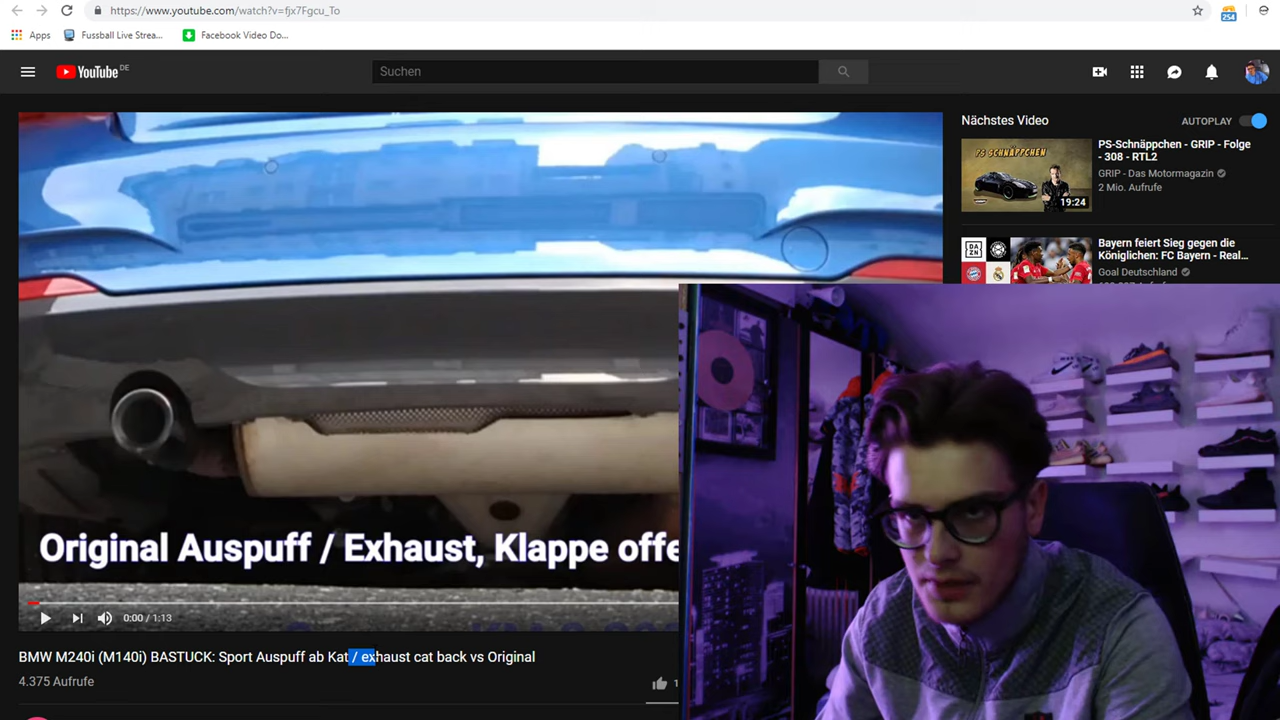 https://www.youtube.com/watch?v=fjx7Fgcu_To
254
Apps
Fussball Live Strea...
Facebook Video Do...
YouTube DE
Suchen
Nächstes Video
AUTOPLAY
PS SCHNÄPPCHEN
19:24
PS-Schnäppchen - GRIP - Folge
- 308 - RTL2
GRIP - Das Motormagazin
2 Mio. Aufrufe
DAZN
Bayern feiert Sieg gegen die
Königlichen: FC Bayern - Real...
Goal Deutschland
Original Auspuff / Exhaust, Klappe offe
0:00 / 1:13
BMW M240i (M140i) BASTUCK: Sport Auspuff ab Kat / exhaust cat back vs Original
4.375 Aufrufe